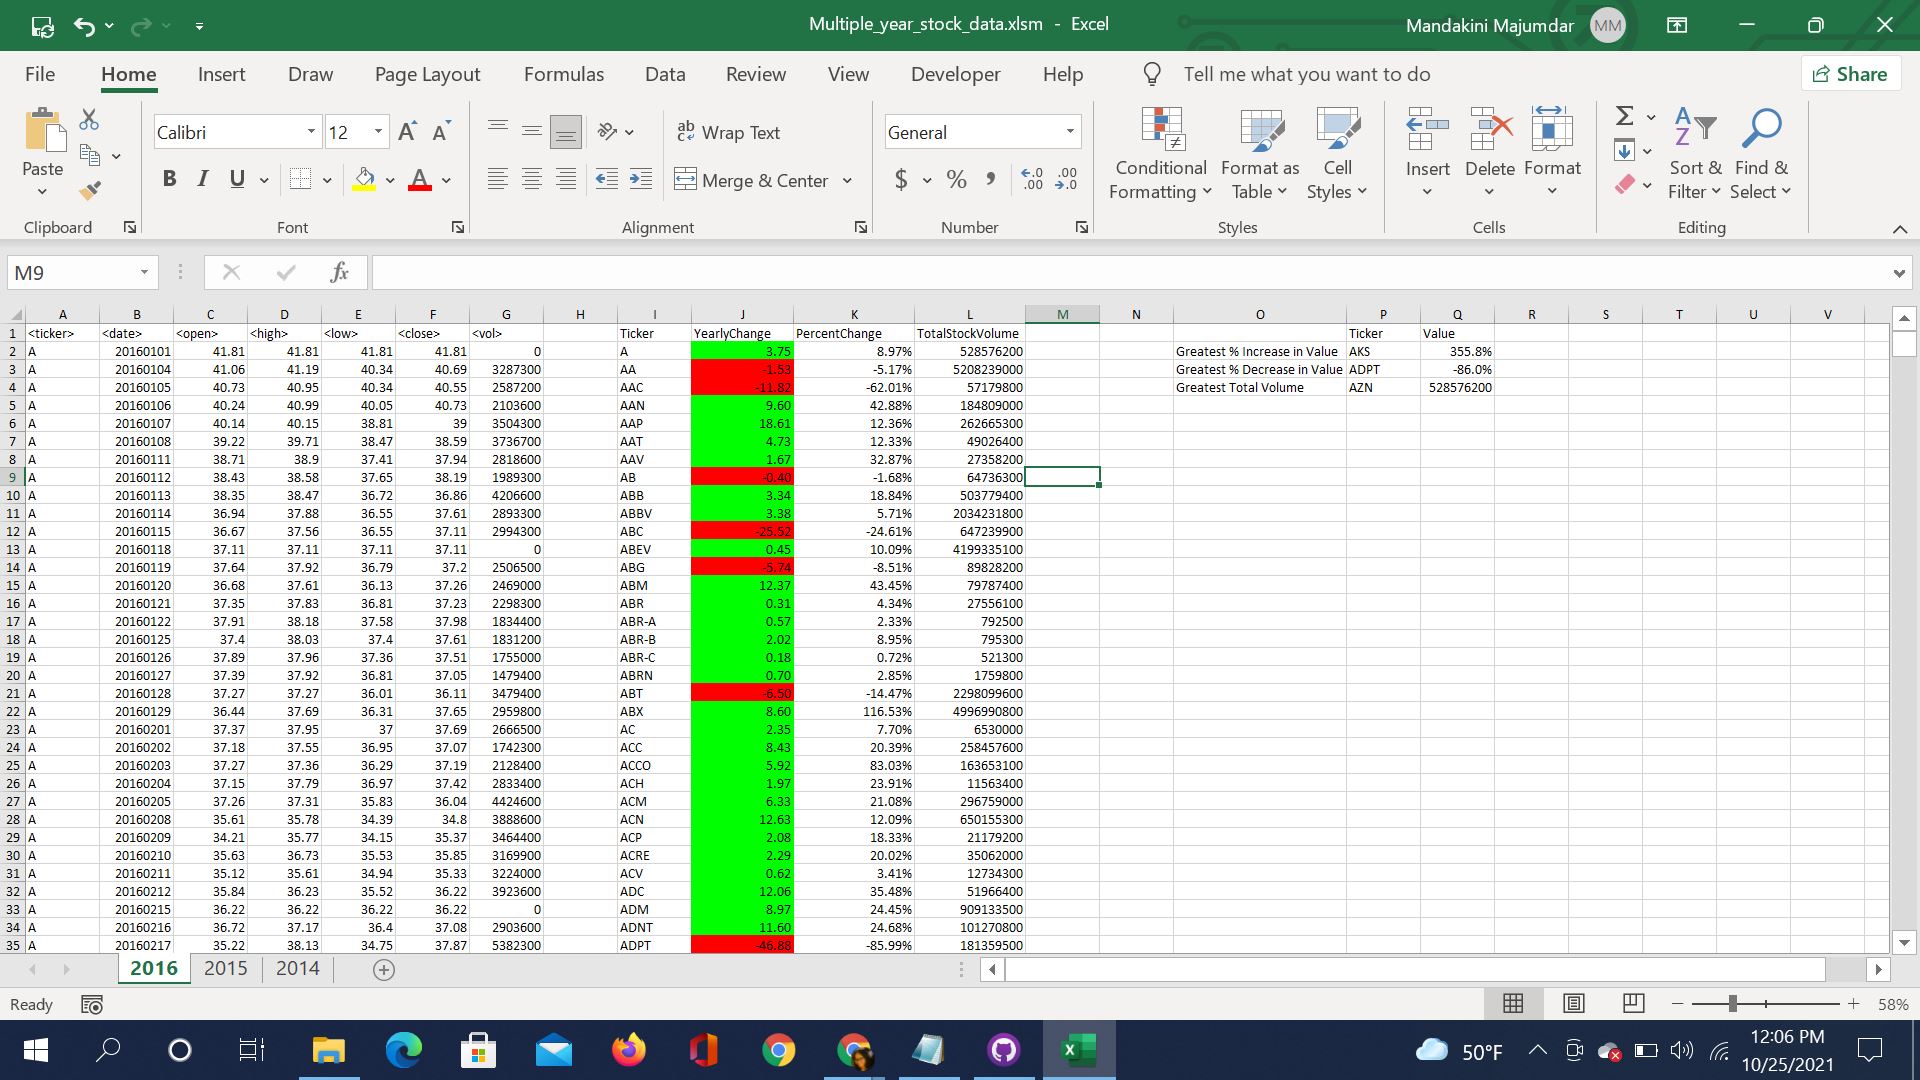 Multiple_year_stock_data.xlsm - Excel
Mandakini Majumdar MM
File Home Insert Draw Page Layout Formulas Data Review View Developer Help Tell me what you want to do Share
Calibri 12 A A ab Wrap Text General
Paste B I U A Merge & Center $ % , .00 .0
Conditional Formatting Format as Table Cell Styles Insert Delete Format Sort & Filter Find & Select
Clipboard Font Alignment Number Styles Cells Editing
M9 fx
A B C D E F G H I J K L M N O P Q R S T U V
1 <ticker> <date> <open> <high> <low> <close> <vol> Ticker YearlyChange PercentChange TotalStockVolume Ticker Value
2 A 20160101 41.81 41.81 41.81 41.81 0 A 3.75 8.97% 528576200 Greatest % Increase in Value AKS 355.8%
3 A 20160104 41.06 41.19 40.34 40.69 3287300 AA -1.53 -5.17% 5208239000 Greatest % Decrease in Value ADPT -86.0%
4 A 20160105 40.73 40.95 40.34 40.55 2587200 AAC -11.82 -62.01% 57179800 Greatest Total Volume AZN 528576200
5 A 20160106 40.24 40.99 40.05 40.73 2103600 AAN 9.60 42.88% 184809000
6 A 20160107 40.14 40.15 38.81 39 3504300 AAP 18.61 12.36% 262665300
7 A 20160108 39.22 39.71 38.47 38.59 3736700 AAT 4.73 12.33% 49026400
8 A 20160111 38.71 38.9 37.41 37.94 2818600 AAV 1.67 32.87% 27358200
9 A 20160112 38.43 38.58 37.65 38.19 1989300 AB -0.40 -1.68% 64736300
10 A 20160113 38.35 38.47 36.72 36.86 4206600 ABB 3.34 18.84% 503779400
11 A 20160114 36.94 37.88 36.55 37.61 2893300 ABBV 3.38 5.71% 2034231800
12 A 20160115 36.67 37.56 36.55 37.11 2994300 ABC -25.52 -24.61% 647239900
13 A 20160118 37.11 37.11 37.11 37.11 0 ABEV 0.45 10.09% 4199335100
14 A 20160119 37.64 37.92 36.79 37.2 2506500 ABG -5.74 -8.51% 89828200
15 A 20160120 36.68 37.61 36.13 37.26 2469000 ABM 12.37 43.45% 79787400
16 A 20160121 37.35 37.83 36.81 37.23 2298300 ABR 0.31 4.34% 27556100
17 A 20160122 37.91 38.18 37.58 37.98 1834400 ABR-A 0.57 2.33% 792500
18 A 20160125 37.4 38.03 37.4 37.61 1831200 ABR-B 2.02 8.95% 795300
19 A 20160126 37.89 37.96 37.36 37.51 1755000 ABR-C 0.18 0.72% 521300
20 A 20160127 37.39 37.92 36.81 37.05 1479400 ABRN 0.70 2.85% 1759800
21 A 20160128 37.27 37.27 36.01 36.11 3479400 ABT -6.50 -14.47% 2298099600
22 A 20160129 36.44 37.69 36.31 37.65 2959800 ABX 8.60 116.53% 4996990800
23 A 20160201 37.37 37.95 37 37.69 2666500 AC 2.35 7.70% 6530000
24 A 20160202 37.18 37.55 36.95 37.07 1742300 ACC 8.43 20.39% 258457600
25 A 20160203 37.27 37.36 36.29 37.19 2128400 ACCO 5.92 83.03% 163653100
26 A 20160204 37.15 37.79 36.97 37.42 2833400 ACH 1.97 23.91% 11563400
27 A 20160205 37.26 37.31 35.83 36.04 4424600 ACM 6.33 21.08% 296759000
28 A 20160208 35.61 35.78 34.39 34.8 3888600 ACN 12.63 12.09% 650155300
29 A 20160209 34.21 35.77 34.15 35.37 3464400 ACP 2.08 18.33% 21179200
30 A 20160210 35.63 36.73 35.53 35.85 3169900 ACRE 2.29 20.02% 35062000
31 A 20160211 35.12 35.61 34.94 35.33 3224000 ACV 0.62 3.41% 12734300
32 A 20160212 35.84 36.23 35.52 36.22 3923600 ADC 12.06 35.48% 51966400
33 A 20160215 36.22 36.22 36.22 36.22 0 ADM 8.97 24.45% 909133500
34 A 20160216 36.72 37.17 36.4 37.08 2903600 ADNT 11.60 24.68% 101270800
35 A 20160217 35.22 38.13 34.75 37.87 5382300 ADPT -46.88 -85.99% 181359500
2016 2015 2014
Ready 58%
50°F 12:06 PM
10/25/2021